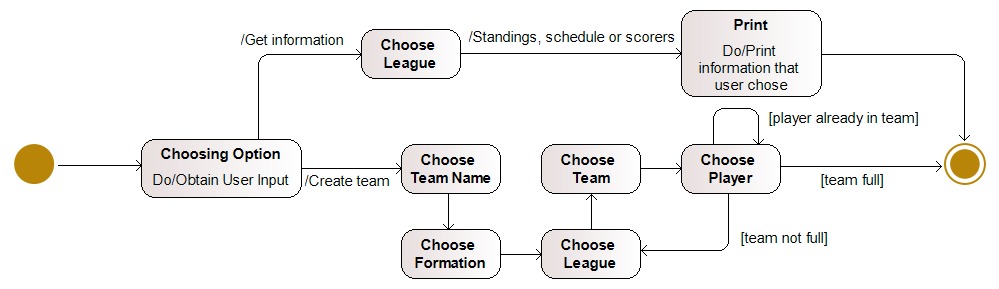 /Get information
Choose
League
/Standings, schedule or scorers
Print
Do/Print
information that
user chose
Choosing Option
Do/Obtain User Input
/Create team
Choose
Team Name
Choose
Formation
Choose
League
Choose
Team
Choose
Player
[player already in team]
[team full]
[team not full]